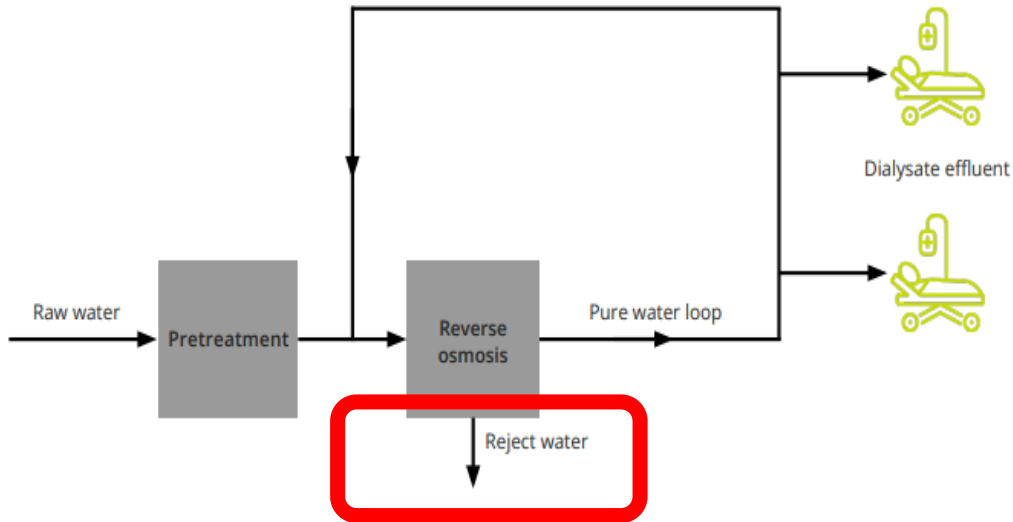 Dialysate effluent
Raw water
Pretreatment
Reverse
osmosis
Pure water loop
Reject water